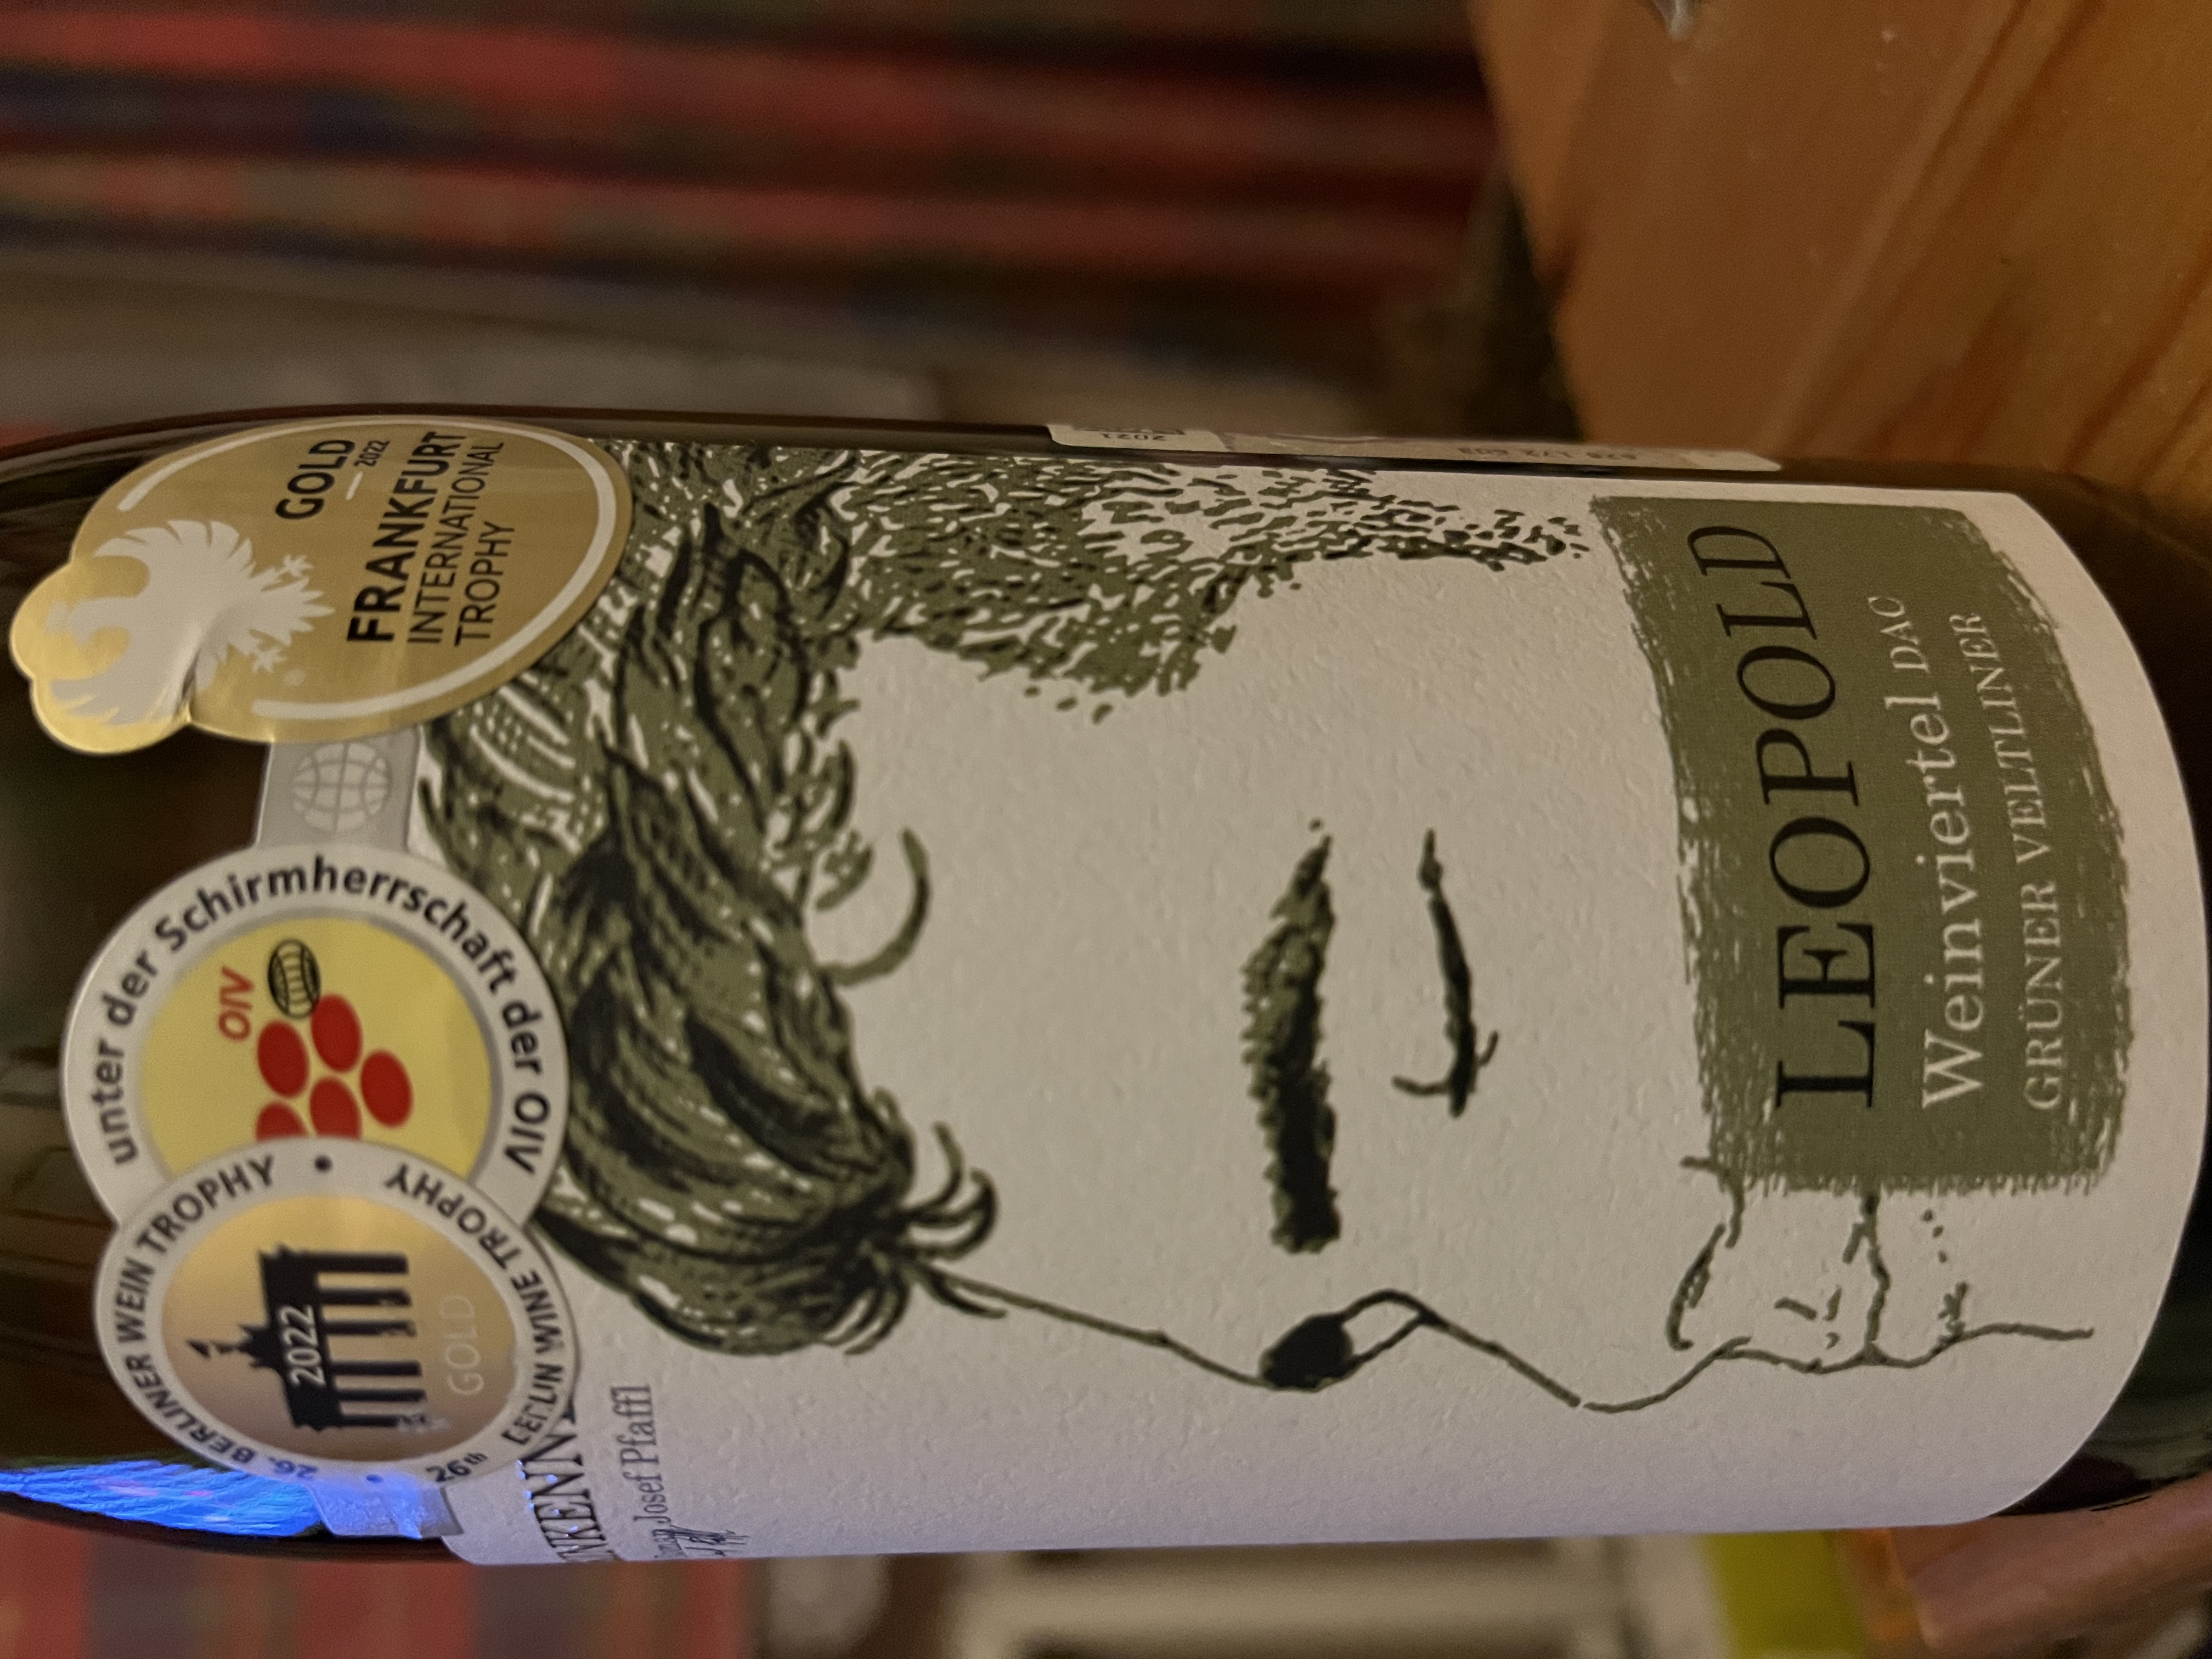 GOLD
2022
FRANKFURT
INTERNATIONAL
TROPHY
unter der Schirmherrschaft der OIV
OIV
26. BERLINER WEIN TROPHY
2022
GOLD
26th BERLIN WINE TROPHY
Josef Pfaffl
2021
LEOPOLD
Weinviertel DAC
GRÜNER VELTLINER